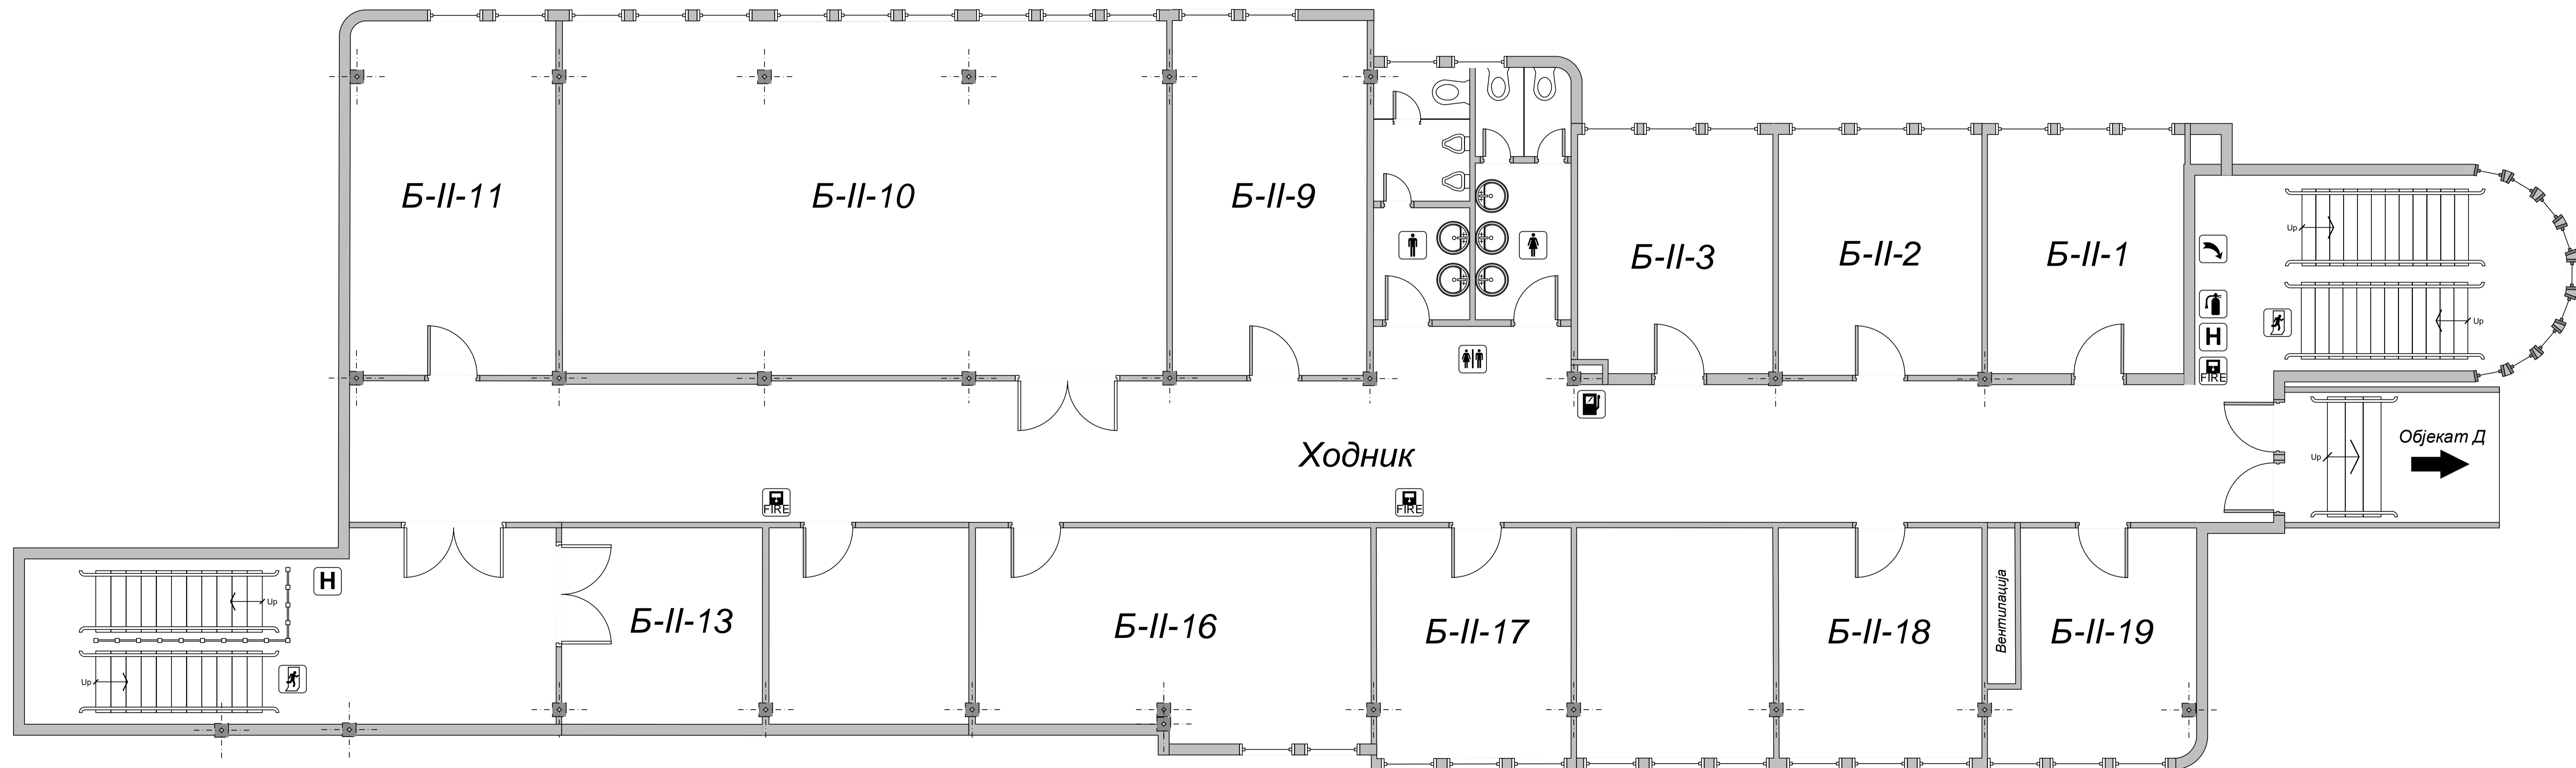 Б-II-11
Б-II-10
Б-II-9
Б-II-3
Б-II-2
Б-II-1
Up
Up
H
FIRE
Ходник
Објекат Д
Up
FIRE
FIRE
H
Up
Up
Б-II-13
Б-II-16
Б-II-17
Б-II-18
Вентилација
Б-II-19